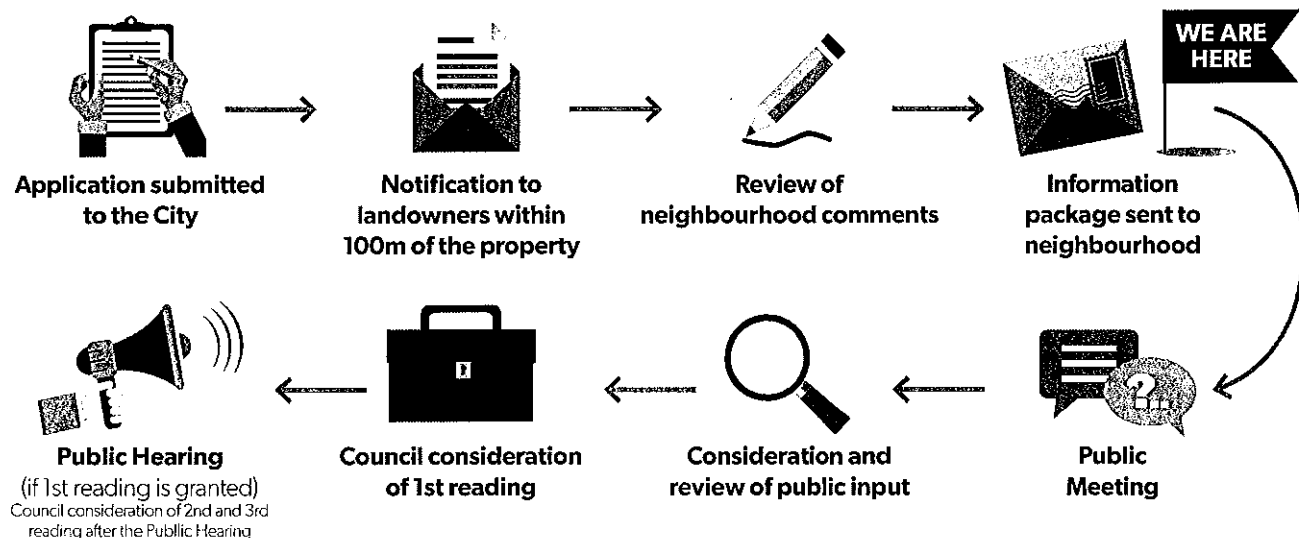 WE ARE
HERE
Application submitted
to the City
Notification to
landowners within
100m of the property
Review of
neighbourhood comments
Information
package sent to
neighbourhood
Public
Meeting
Consideration and
review of public input
Council consideration
of 1st reading
Public Hearing
(if 1st reading is granted)
Council consideration of 2nd and 3rd
reading after the Publlic Hearing